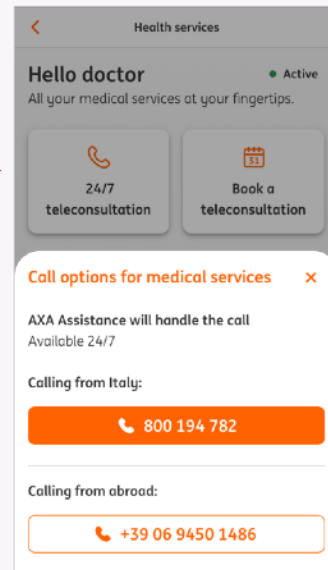 Health services
Hello doctor
Active
All your medical services at your fingertips.
31
24/7
teleconsultation
Book a
teleconsultation
Call options for medical services
AXA Assistance will handle the call
Available 24/7
Calling from Italy:
800 194 782
Calling from abroad:
+39 06 9450 1486